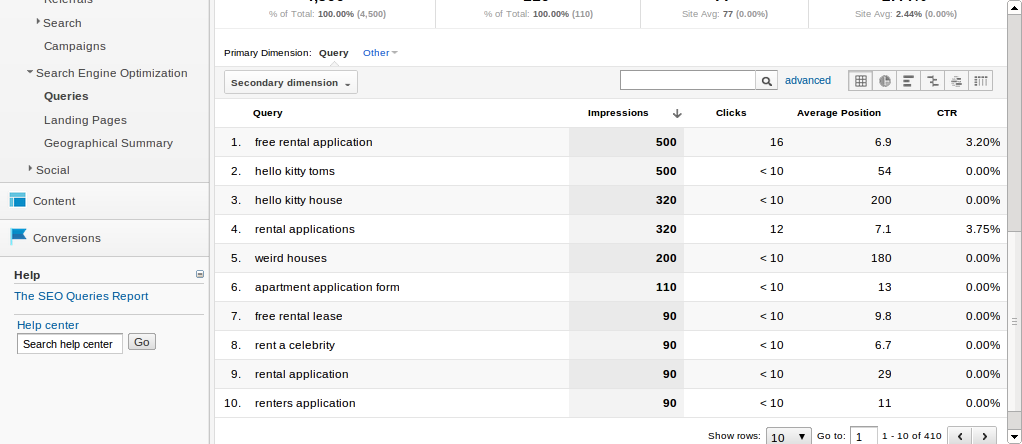 Referrals
Search
Campaigns
Search Engine Optimization
Queries
Landing Pages
Geographical Summary
Social
Content
Conversions
Help
The SEO Queries Report
Help center
Search help center Go
% of Total: 100.00% (4,500) % of Total: 100.00% (110) Site Avg: 77 (0.00%) Site Avg: 2.44% (0.00%)
Primary Dimension: Query Other
Secondary dimension advanced
Query Impressions Clicks Average Position CTR
1. free rental application 500 16 6.9 3.20%
2. hello kitty toms 500 < 10 54 0.00%
3. hello kitty house 320 < 10 200 0.00%
4. rental applications 320 12 7.1 3.75%
5. weird houses 200 < 10 180 0.00%
6. apartment application form 110 < 10 13 0.00%
7. free rental lease 90 < 10 9.8 0.00%
8. rent a celebrity 90 < 10 6.7 0.00%
9. rental application 90 < 10 29 0.00%
10. renters application 90 < 10 11 0.00%
Show rows: 10 Go to: 1 1 - 10 of 410